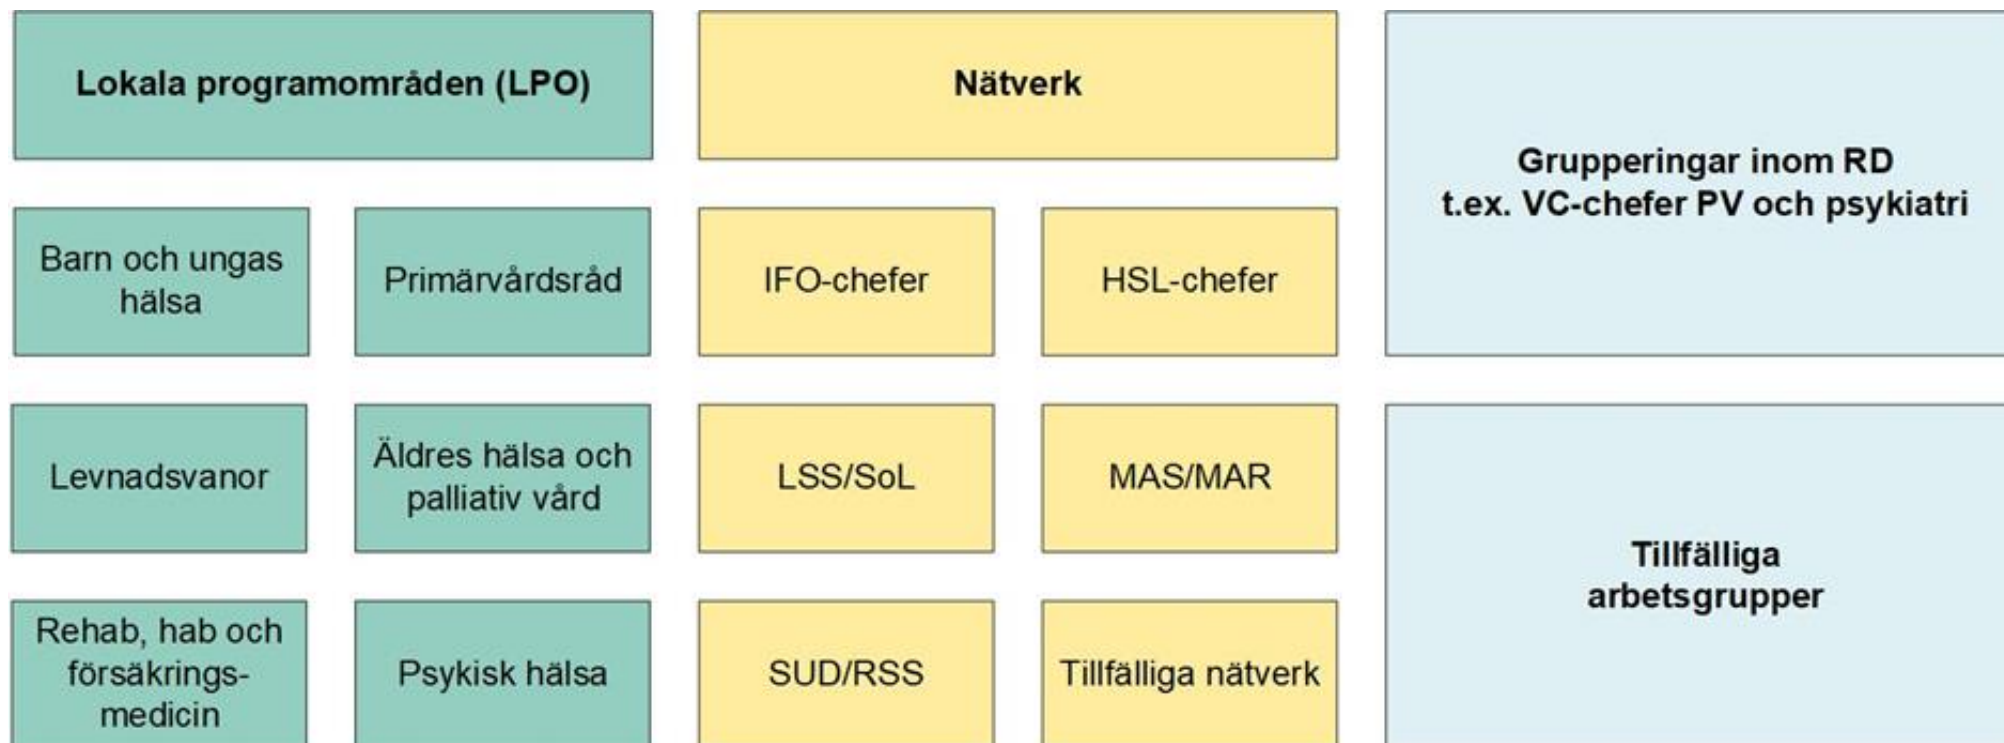 Lokala programområden (LPO)
Nätverk
Grupperingar inom RD
t.ex. VC-chefer PV och psykiatri
Barn och ungas
hälsa
Primärvårdsråd
IFO-chefer
HSL-chefer
Levnadsvanor
Äldres hälsa och
palliativ vård
LSS/SoL
MAS/MAR
Tillfälliga
arbetsgrupper
Rehab, hab och
försäkrings-
medicin
Psykisk hälsa
SUD/RSS
Tillfälliga nätverk